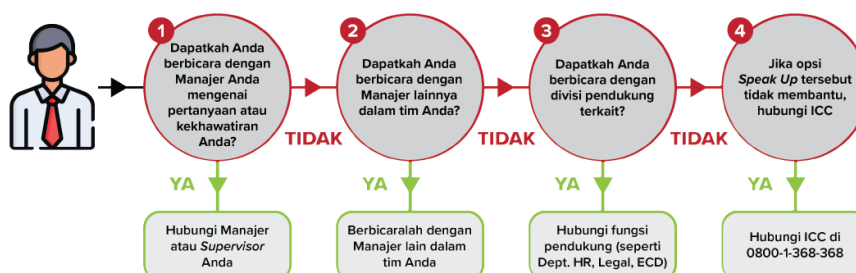 1
Dapatkah Anda
berbicara dengan
Manajer Anda
mengenai
pertanyaan atau
kekhawatiran
Anda?
TIDAK
YA
Hubungi Manajer
atau Supervisor
Anda
2
Dapatkah Anda
berbicara dengan
Manajer lainnya
dalam tim Anda?
TIDAK
YA
Berbicaralah dengan
Manajer lain dalam
tim Anda
3
Dapatkah Anda
berbicara dengan
divisi pendukung
terkait?
TIDAK
YA
Hubungi fungsi
pendukung (seperti
Dept. HR, Legal, ECD)
4
Jika opsi
Speak Up tersebut
tidak membantu,
hubungi ICC
YA
Hubungi ICC di
0800-1-368-368